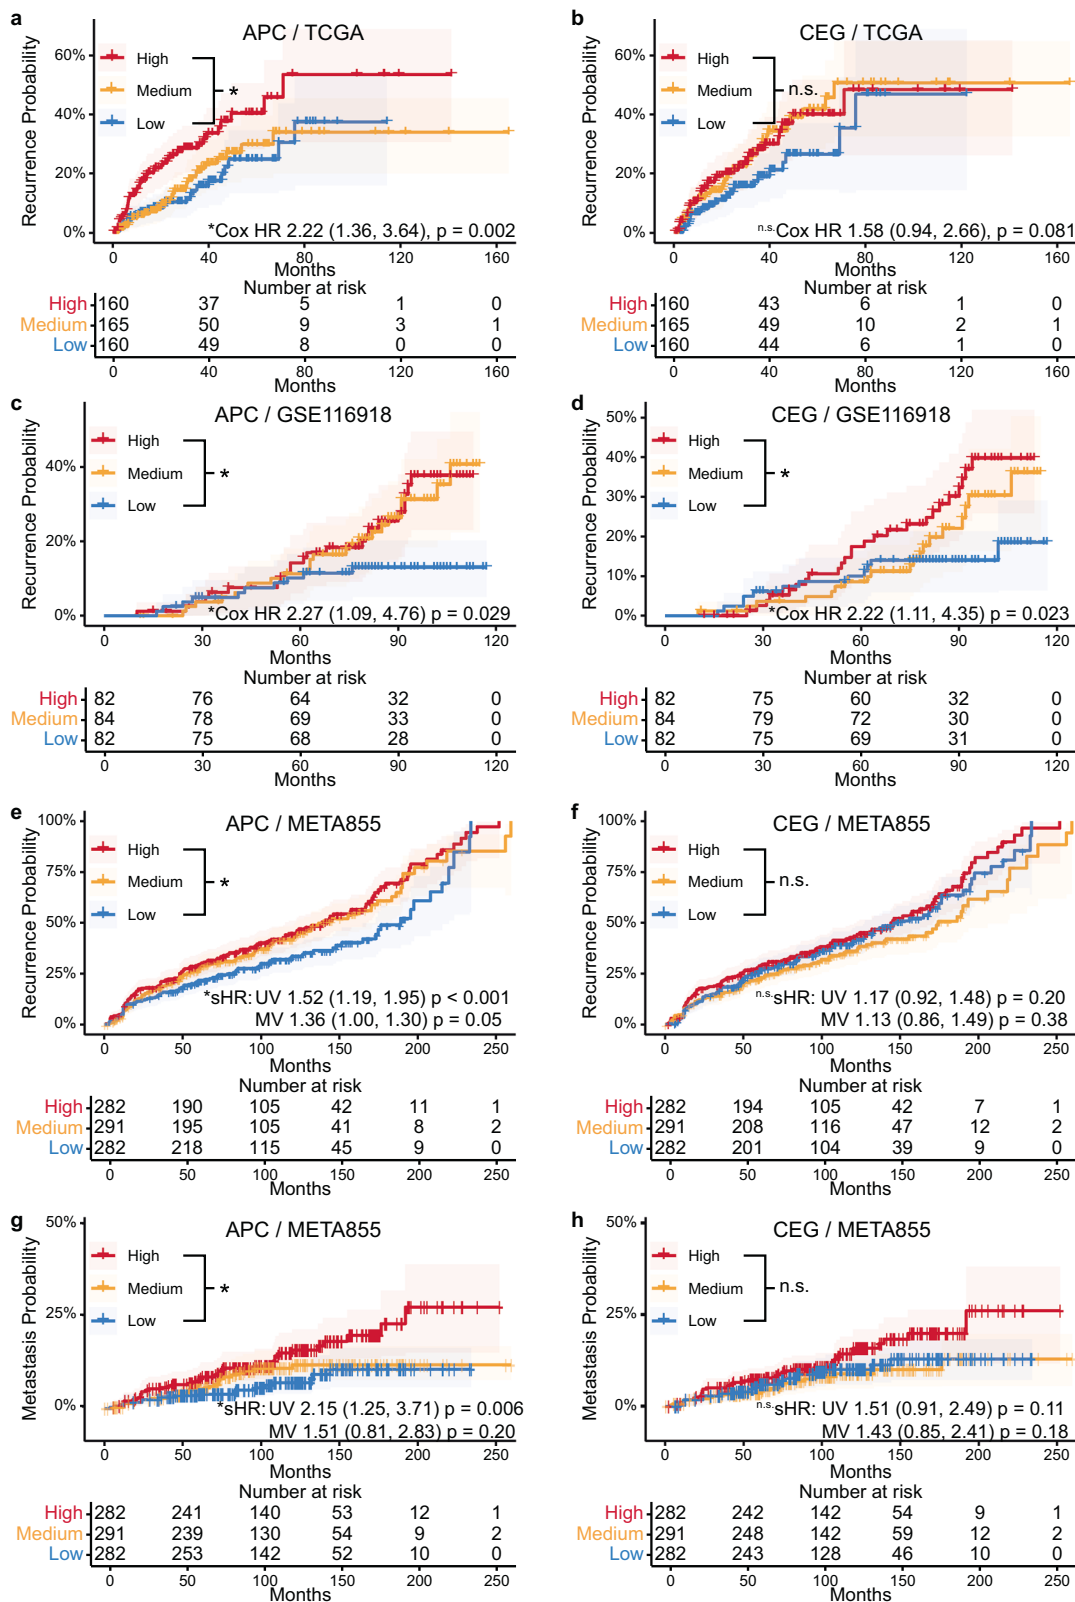 a
APC / TCGA
Recurrence Probability
60%
40%
20%
0%
High
Medium
Low
*
*Cox HR 2.22 (1.36, 3.64), p = 0.002
0 40 80 120 160
Months
Number at risk
High 160 37 5 1 0
Medium 165 50 9 3 1
Low 160 49 8 0 0
0 40 80 120 160
Months
b
CEG / TCGA
Recurrence Probability
60%
40%
20%
0%
High
Medium
Low
n.s.
n.s.Cox HR 1.58 (0.94, 2.66), p = 0.081
0 40 80 120 160
Months
Number at risk
High 160 43 6 1 0
Medium 165 49 10 2 1
Low 160 44 6 1 0
0 40 80 120 160
Months
c
APC / GSE116918
Recurrence Probability
40%
20%
0%
High
Medium
Low
*
*Cox HR 2.27 (1.09, 4.76) p = 0.029
0 30 60 90 120
Months
Number at risk
High 82 76 64 32 0
Medium 84 78 69 33 0
Low 82 75 68 28 0
0 30 60 90 120
Months
d
CEG / GSE116918
Recurrence Probability
50%
40%
30%
20%
10%
0%
High
Medium
Low
*
*Cox HR 2.22 (1.11, 4.35) p = 0.023
0 30 60 90 120
Months
Number at risk
High 82 75 60 32 0
Medium 84 79 72 30 0
Low 82 75 69 31 0
0 30 60 90 120
Months
e
APC / META855
Recurrence Probability
100%
75%
50%
25%
0%
High
Medium
Low
*
*sHR: UV 1.52 (1.19, 1.95) p < 0.001
MV 1.36 (1.00, 1.30) p = 0.05
0 50 100 150 200 250
Months
Number at risk
High 282 190 105 42 11 1
Medium 291 195 105 41 8 2
Low 282 218 115 45 9 0
0 50 100 150 200 250
Months
f
CEG / META855
Recurrence Probability
100%
75%
50%
25%
0%
High
Medium
Low
n.s.
n.s.sHR: UV 1.17 (0.92, 1.48) p = 0.20
MV 1.13 (0.86, 1.49) p = 0.38
0 50 100 150 200 250
Months
Number at risk
High 282 194 105 42 7 1
Medium 291 208 116 47 12 2
Low 282 201 104 39 9 0
0 50 100 150 200 250
Months
g
APC / META855
Metastasis Probability
50%
25%
0%
High
Medium
Low
*
*sHR: UV 2.15 (1.25, 3.71) p = 0.006
MV 1.51 (0.81, 2.83) p = 0.20
0 50 100 150 200 250
Months
Number at risk
High 282 241 140 53 12 1
Medium 291 239 130 54 9 2
Low 282 253 142 52 10 0
0 50 100 150 200 250
Months
h
CEG / META855
Metastasis Probability
50%
25%
0%
High
Medium
Low
n.s.
n.s.sHR: UV 1.51 (0.91, 2.49) p = 0.11
MV 1.43 (0.85, 2.41) p = 0.18
0 50 100 150 200 250
Months
Number at risk
High 282 242 142 54 9 1
Medium 291 248 142 59 12 2
Low 282 243 128 46 10 0
0 50 100 150 200 250
Months